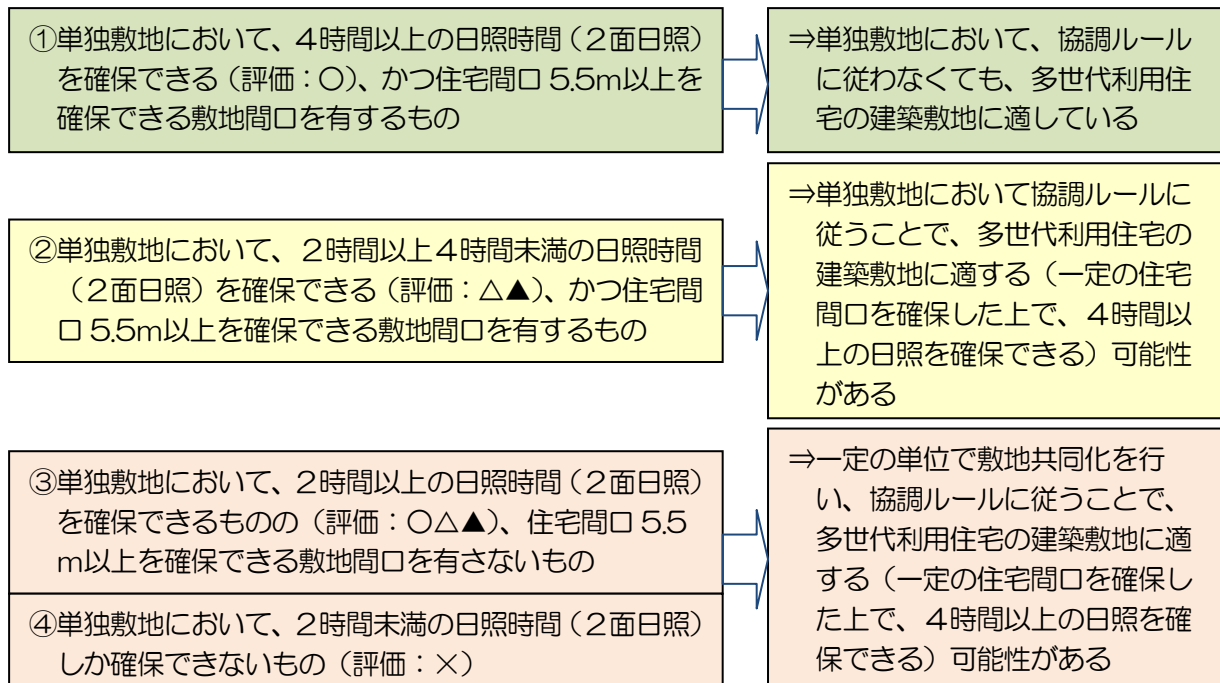 ①単独敷地において、４時間以上の日照時間（２面日照）
を確保できる（評価：〇）、かつ住宅間口 5.5ｍ以上を
確保できる敷地間口を有するもの
⇒単独敷地において、協調ルール
に従わなくても、多世代利用住
宅の建築敷地に適している
②単独敷地において、２時間以上４時間未満の日照時間
（２面日照）を確保できる（評価：△▲）、かつ住宅間
口 5.5ｍ以上を確保できる敷地間口を有するもの
⇒単独敷地において協調ルールに
従うことで、多世代利用住宅の
建築敷地に適する（一定の住宅
間口を確保した上で、４時間以
上の日照を確保できる）可能性
がある
③単独敷地において、２時間以上の日照時間（２面日照）
を確保できるものの（評価：〇△▲）、住宅間口 5.5
ｍ以上を確保できる敷地間口を有さないもの
④単独敷地において、２時間未満の日照時間（２面日照）
しか確保できないもの（評価：×）
⇒一定の単位で敷地共同化を行
い、協調ルールに従うことで、
多世代利用住宅の建築敷地に適
する（一定の住宅間口を確保し
た上で、４時間以上の日照を確
保できる）可能性がある